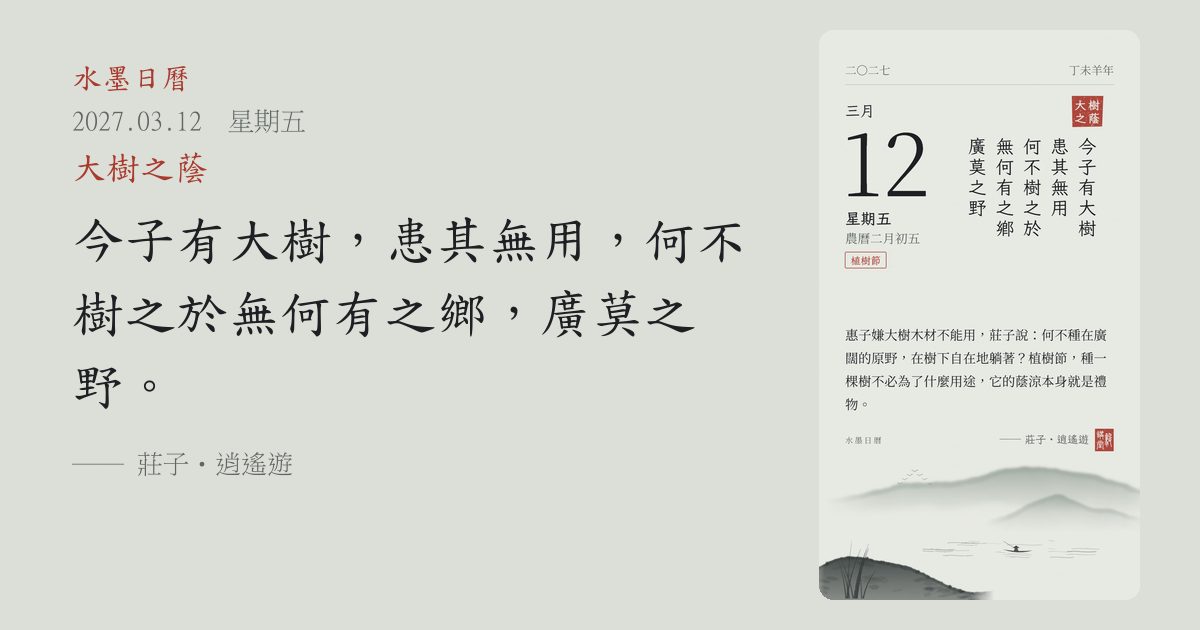 水墨日曆
2027.03.12 星期五
大樹之蔭
今子有大樹，患其無用，何不
樹之於無何有之鄉，廣莫之
野。
—— 莊子・逍遙遊
二〇二七
丁未羊年
三月
12
星期五
農曆二月初五
植樹節
大樹之蔭
今子有大樹
患其無用
何不樹之於
無何有之鄉
廣莫之野
惠子嫌大樹木材不能用，莊子說：何不種在廣
闊的原野，在樹下自在地躺著？植樹節，種一
棵樹不必為了什麼用途，它的蔭涼本身就是禮
物。
水墨日曆
—— 莊子・逍遙遊